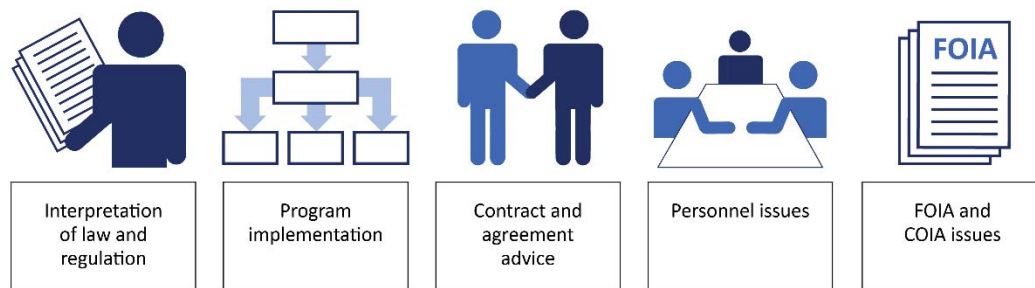 FOIA
Interpretation
of law and
regulation
Program
implementation
Contract and
agreement
advice
Personnel issues
FOIA and
COIA issues